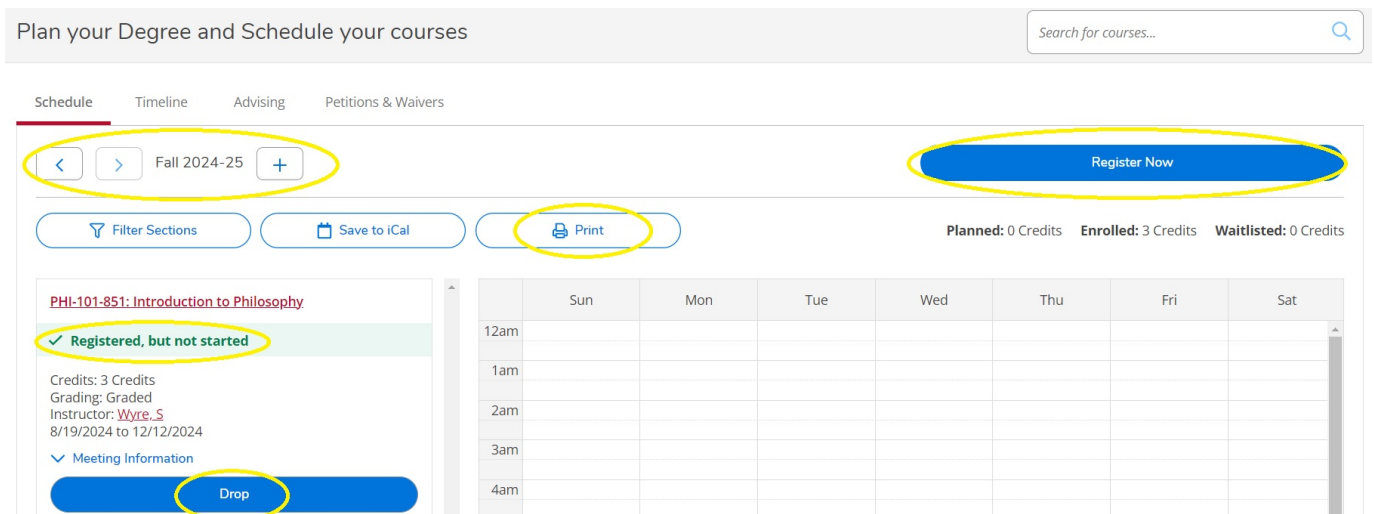 Plan your Degree and Schedule your courses
Search for courses...
Schedule Timeline Advising Petitions & Waivers
Fall 2024-25
Register Now
Filter Sections Save to iCal Print
Planned: 0 Credits Enrolled: 3 Credits Waitlisted: 0 Credits
PHI-101-851: Introduction to Philosophy
Registered, but not started
Credits: 3 Credits
Grading: Graded
Instructor: Wyre, S
8/19/2024 to 12/12/2024
Meeting Information
Drop
Sun Mon Tue Wed Thu Fri Sat
12am
1am
2am
3am
4am